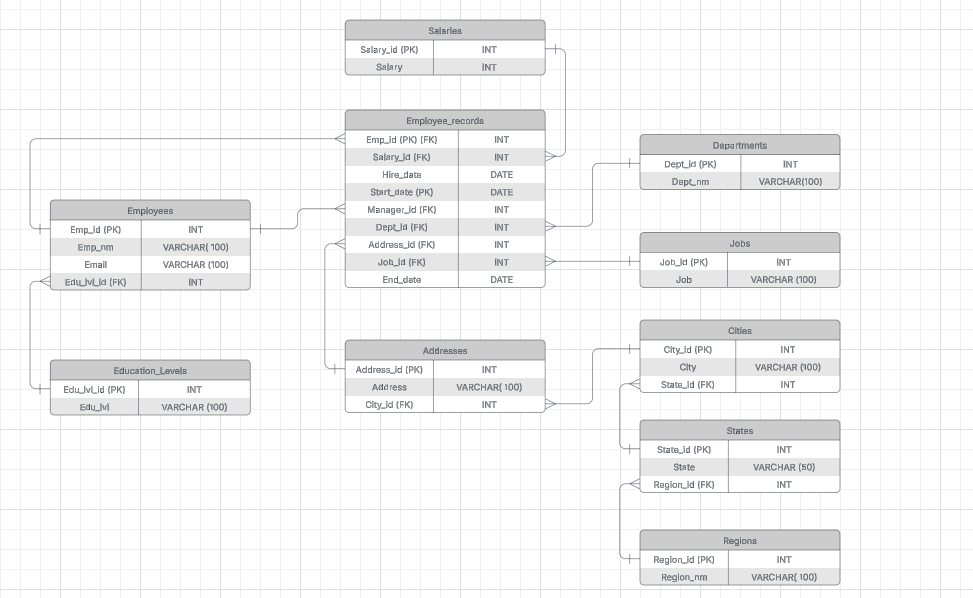 Salaries
Salary_id (PK) INT
Salary INT
Employee_records
Emp_id (PK) (FK) INT
Salary_id (FK) INT
Hire_date DATE
Start_date (PK) DATE
Manager_id (FK) INT
Dept_id (FK) INT
Address_id (FK) INT
Job_id (FK) INT
End_date DATE
Departments
Dept_id (PK) INT
Dept_nm VARCHAR(100)
Employees
Emp_id (PK) INT
Emp_nm VARCHAR( 100)
Email VARCHAR (100)
Edu_lvl_id (FK) INT
Jobs
Job_id (PK) INT
Job VARCHAR (100)
Education_Levels
Edu_lvl_id (PK) INT
Edu_lvl VARCHAR (100)
Addresses
Address_id (PK) INT
Address VARCHAR( 100)
City_id (FK) INT
Cities
City_id (PK) INT
City VARCHAR (100)
State_id (FK) INT
States
State_id (PK) INT
State VARCHAR (50)
Region_id (FK) INT
Regions
Region_id (PK) INT
Region_nm VARCHAR( 100)